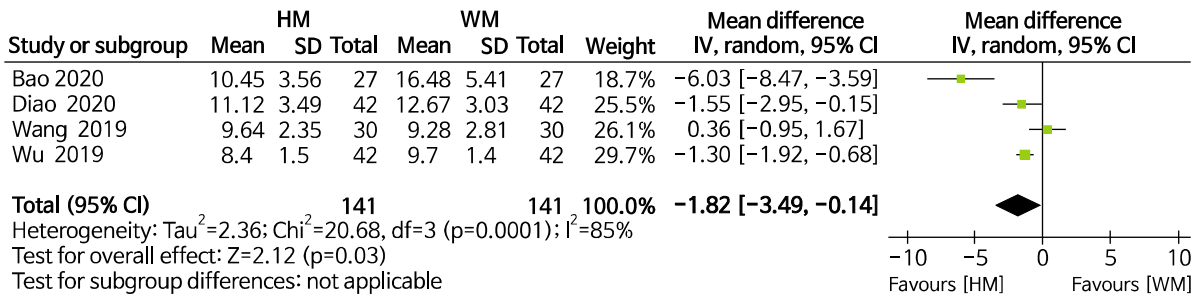 HM WM Mean difference Mean difference
Study or subgroup Mean SD Total Mean SD Total Weight IV, random, 95% CI IV, random, 95% CI
Bao 2020 10.45 3.56 27 16.48 5.41 27 18.7% −6.03 [−8.47, −3.59]
Diao 2020 11.12 3.49 42 12.67 3.03 42 25.5% −1.55 [−2.95, −0.15]
Wang 2019 9.64 2.35 30 9.28 2.81 30 26.1% 0.36 [−0.95, 1.67]
Wu 2019 8.4 1.5 42 9.7 1.4 42 29.7% −1.30 [−1.92, −0.68]
Total (95% CI) 141 141 100.0% −1.82 [−3.49, −0.14]
Heterogeneity: Tau²=2.36; Chi²=20.68, df=3 (p=0.0001); I²=85%
Test for overall effect: Z=2.12 (p=0.03)
Test for subgroup differences: not applicable
−10 −5 0 5 10
Favours [HM] Favours [WM]